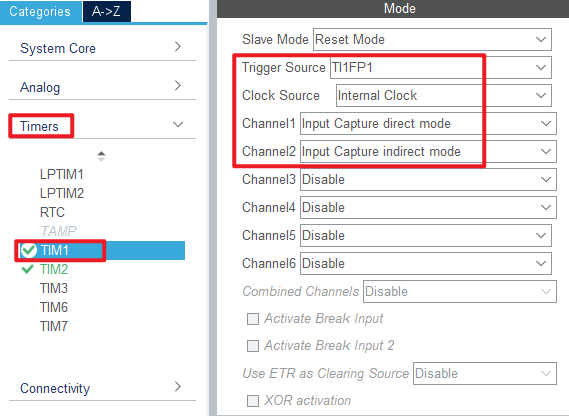 Categories A->Z
System Core
Analog
Timers
LPTIM1
LPTIM2
RTC
TAMP
TIM1
TIM2
TIM3
TIM6
TIM7
Connectivity
Mode
Slave Mode Reset Mode
Trigger Source TI1FP1
Clock Source Internal Clock
Channel1 Input Capture direct mode
Channel2 Input Capture indirect mode
Channel3 Disable
Channel4 Disable
Channel5 Disable
Channel6 Disable
Combined Channels Disable
Activate Break Input
Activate Break Input 2
Use ETR as Clearing Source Disable
XOR activation